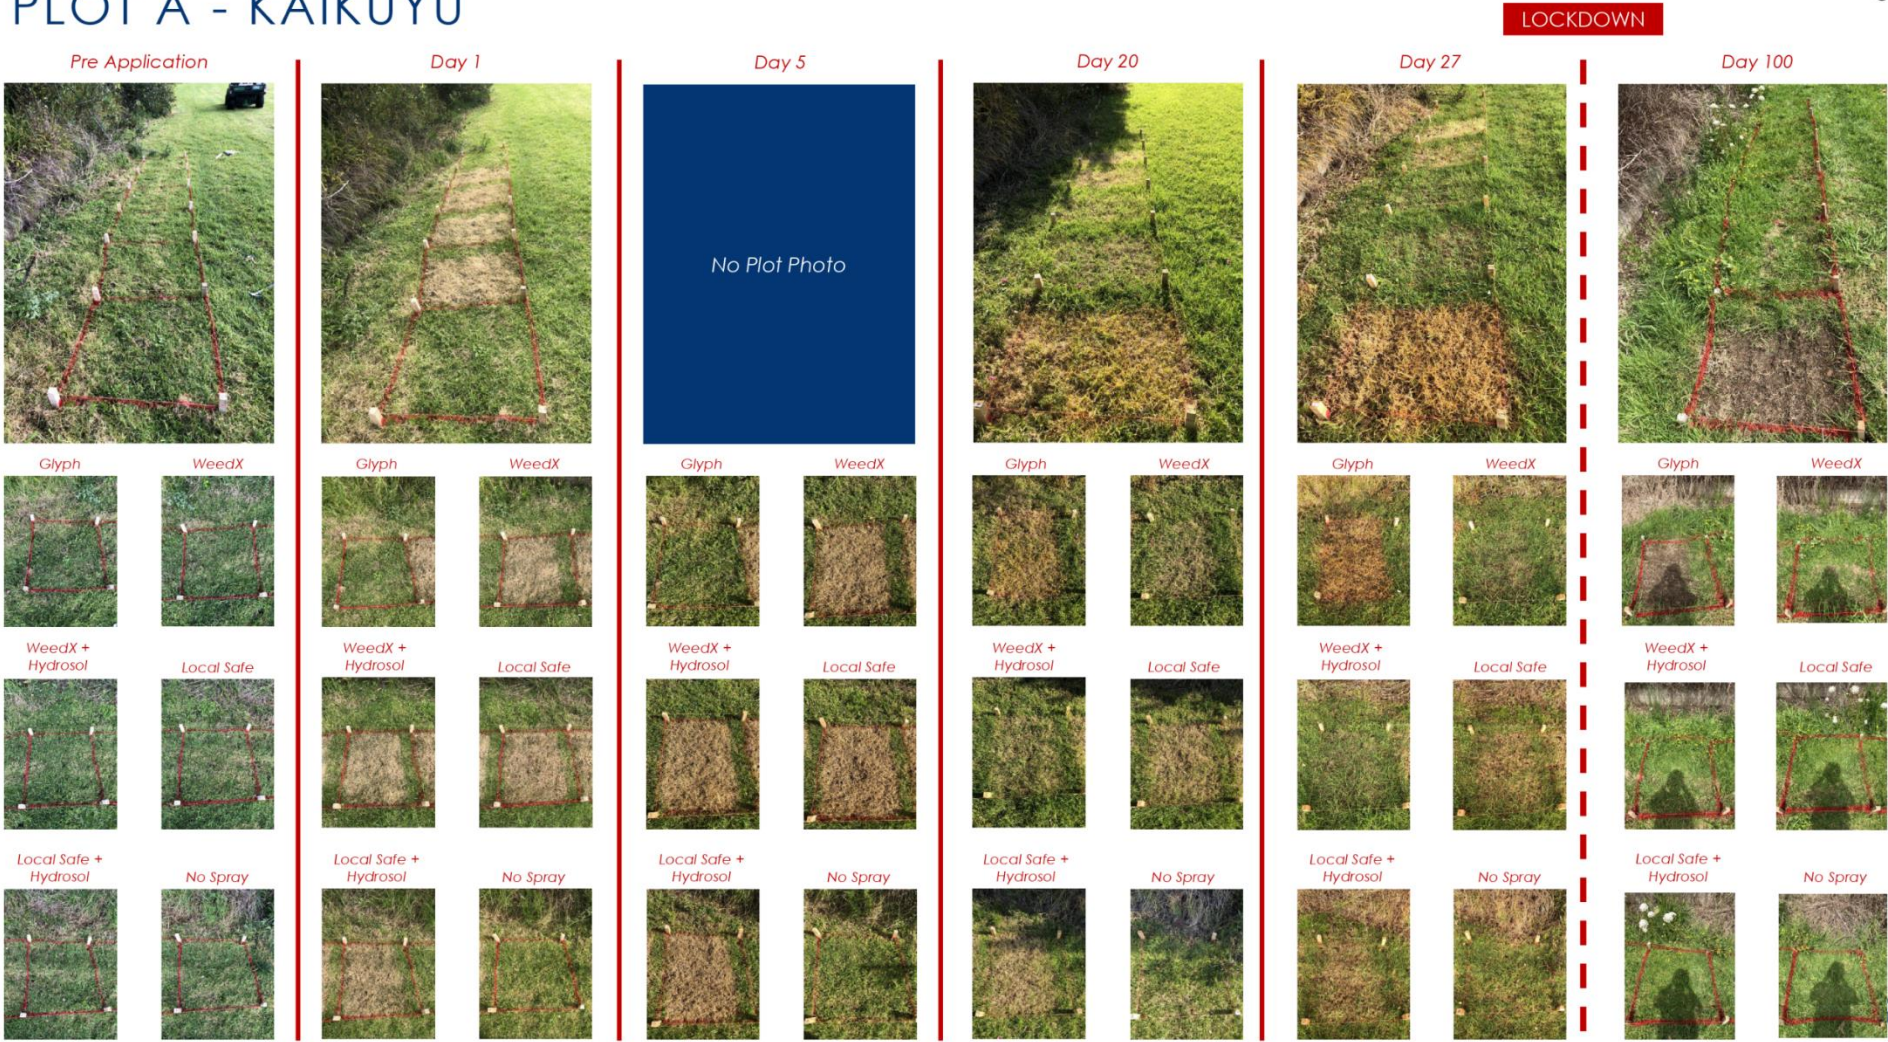 PLOT A - KAIKUYU
LOCKDOWN
Pre Application
Day 1
Day 5
Day 20
Day 27
Day 100
No Plot Photo
Glyph
WeedX
Glyph
WeedX
Glyph
WeedX
Glyph
WeedX
Glyph
WeedX
Glyph
WeedX
WeedX +
Hydrosol
Local Safe
WeedX +
Hydrosol
Local Safe
WeedX +
Hydrosol
Local Safe
WeedX +
Hydrosol
Local Safe
WeedX +
Hydrosol
Local Safe
WeedX +
Hydrosol
Local Safe
Local Safe +
Hydrosol
No Spray
Local Safe +
Hydrosol
No Spray
Local Safe +
Hydrosol
No Spray
Local Safe +
Hydrosol
No Spray
Local Safe +
Hydrosol
No Spray
Local Safe +
Hydrosol
No Spray